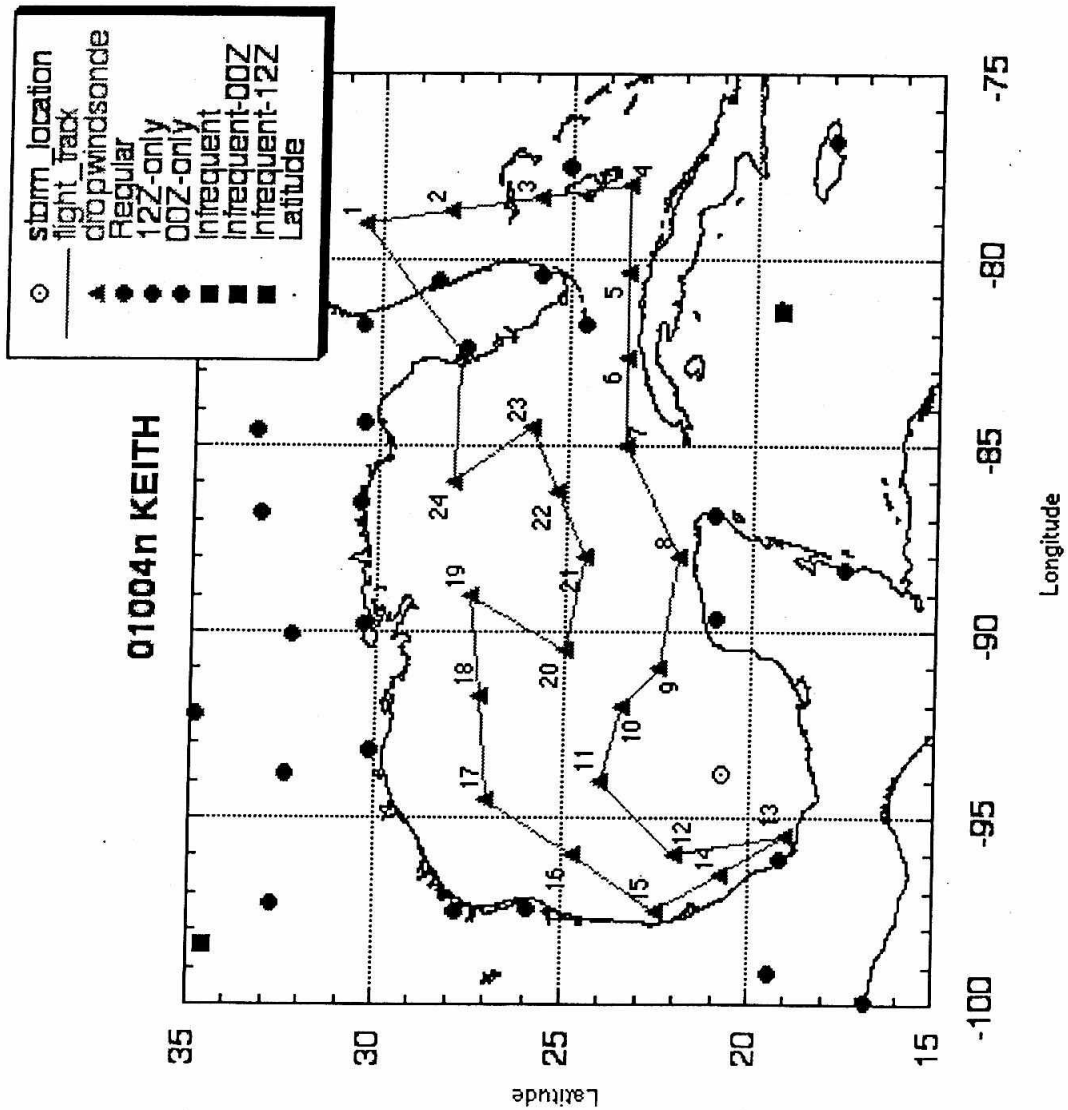 01004n KEITH
storm_location
flight_track
dropwindsonde
Regular
12Z-only
00Z-only
Infrequent
Infrequent-00Z
Infrequent-12Z
Latitude
35
30
25
20
15
Latitude
-100
-95
-90
-85
-80
-75
Longitude
1
2
3
4
5
6
8
9
10
11
12
13
14
15
16
17
18
19
20
21
22
23
24